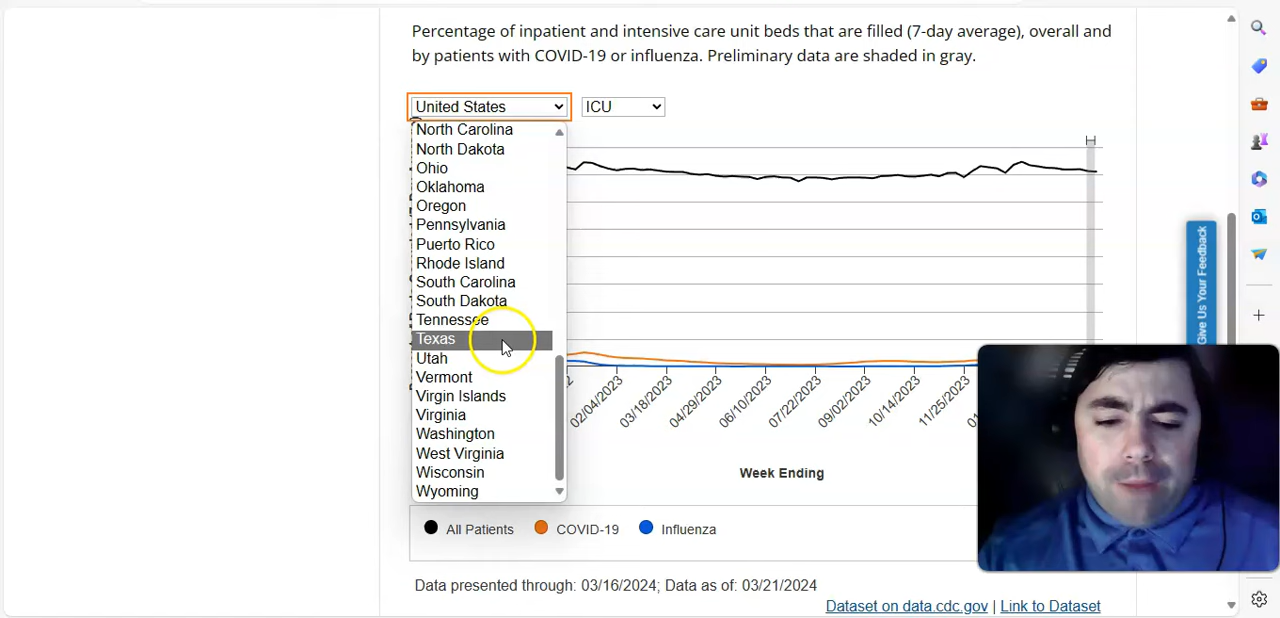 Percentage of inpatient and intensive care unit beds that are filled (7-day average), overall and
by patients with COVID-19 or influenza. Preliminary data are shaded in gray.
United States
ICU
North Carolina
North Dakota
Ohio
Oklahoma
Oregon
Pennsylvania
Puerto Rico
Rhode Island
South Carolina
South Dakota
Tennessee
Texas
Utah
Vermont
Virgin Islands
Virginia
Washington
West Virginia
Wisconsin
Wyoming
02/04/2023
03/18/2023
04/29/2023
06/10/2023
07/22/2023
09/02/2023
10/14/2023
11/25/2023
Week Ending
All Patients
COVID-19
Influenza
Data presented through: 03/16/2024; Data as of: 03/21/2024
Dataset on data.cdc.gov | Link to Dataset
Give Us Your Feedback